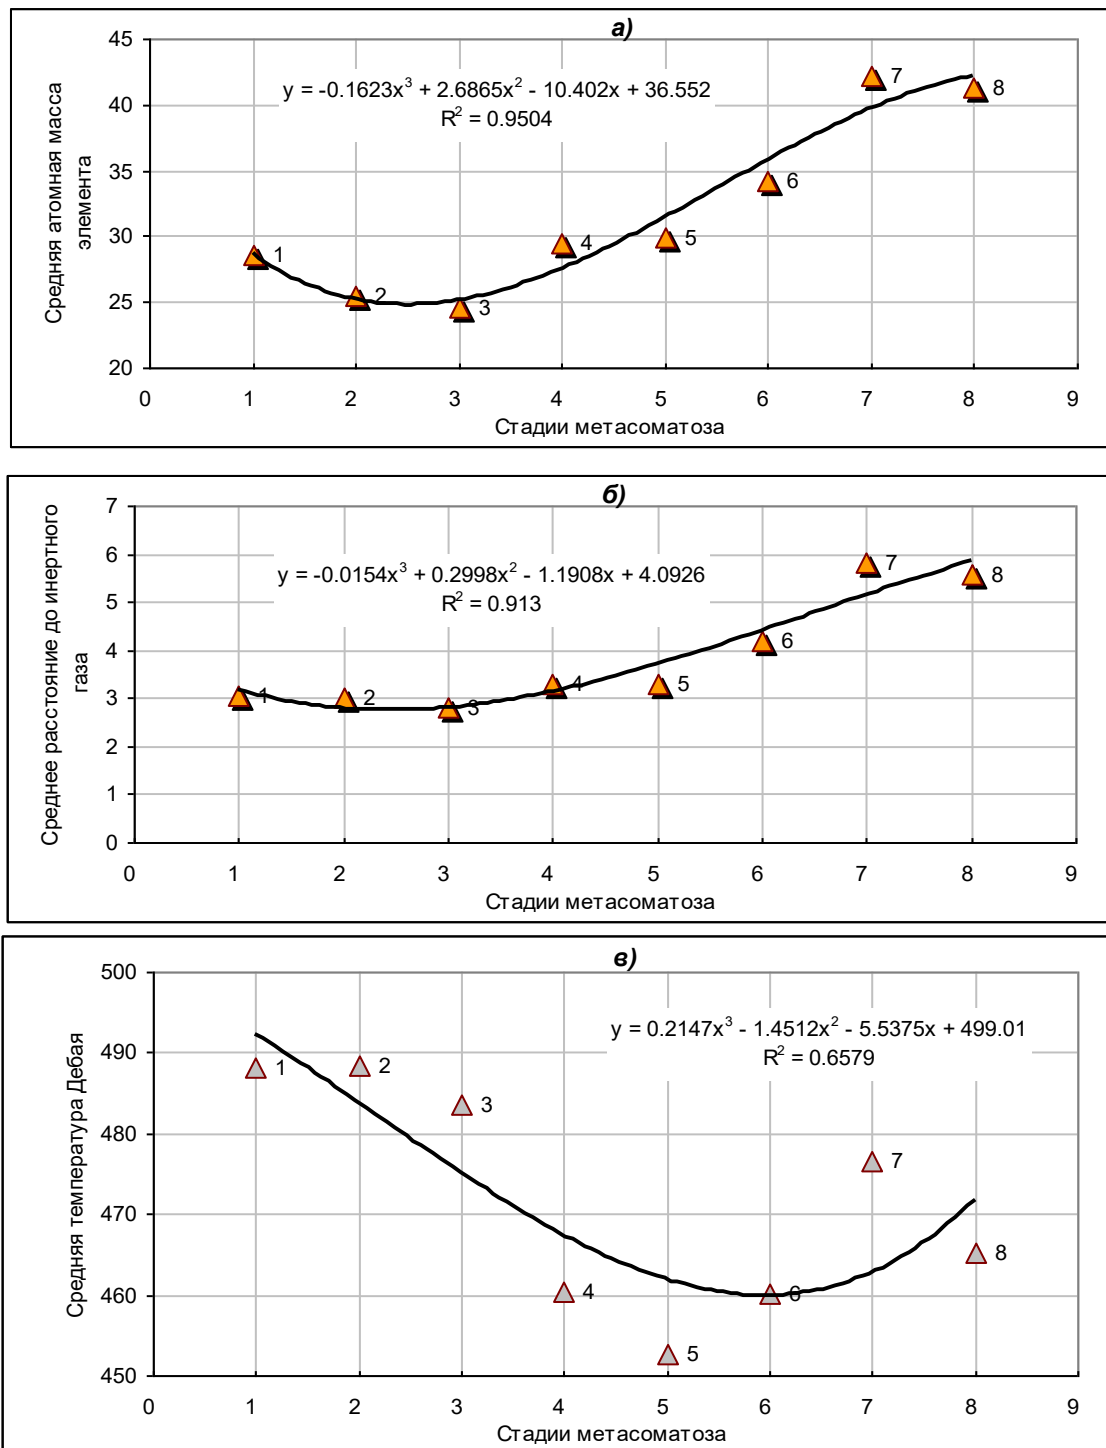 а)
45
40
35
30
25
20
Средняя атомная масса
элемента
y = -0.1623x³ + 2.6865x² - 10.402x + 36.552
R² = 0.9504
1
2
3
4
5
6
7
8
0 1 2 3 4 5 6 7 8 9
Стадии метасоматоза
б)
7
6
5
4
3
2
1
0
Среднее расстояние до инертного
газа
y = -0.0154x³ + 0.2998x² - 1.1908x + 4.0926
R² = 0.913
1
2
3
4
5
6
7
8
0 1 2 3 4 5 6 7 8 9
Стадии метасоматоза
в)
500
490
480
470
460
450
Средняя температура Дебая
y = 0.2147x³ - 1.4512x² - 5.5375x + 499.01
R² = 0.6579
1
2
3
4
5
6
7
8
0 1 2 3 4 5 6 7 8 9
Стадии метасоматоза